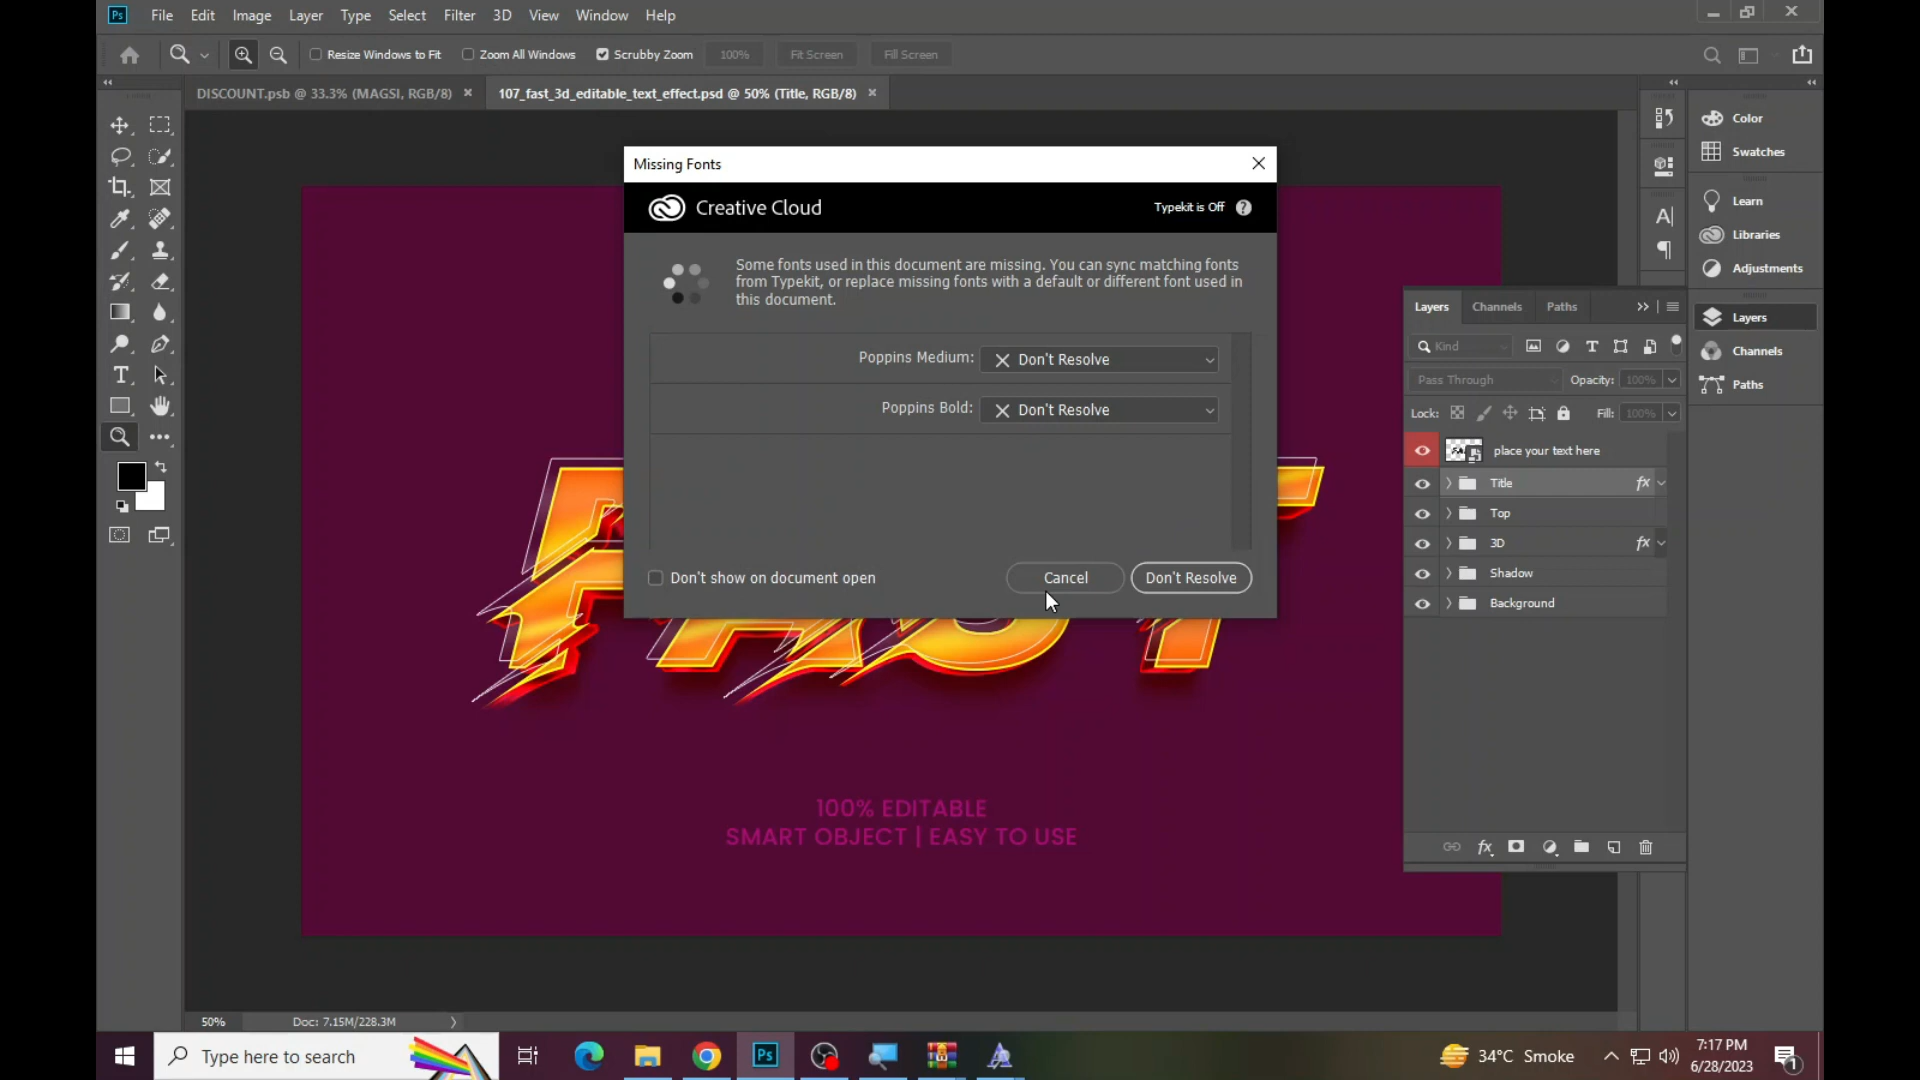 Ps File Edit Image Layer Type Select Filter 3D View Window Help
Resize Windows to Fit Zoom All Windows Scrubby Zoom 100% Fit Screen Fill Screen
DISCOUNT.psb @ 33.3% (MAGSI, RGB/8) × 107_fast_3d_editable_text_effect.psd @ 50% (Title, RGB/8) ×
Missing Fonts
Creative Cloud
Typekit is Off ?
Some fonts used in this document are missing. You can sync matching fonts
from Typekit, or replace missing fonts with a default or different font used in
this document.
Poppins Medium: Don't Resolve
Poppins Bold: Don't Resolve
Don't show on document open
Cancel
Don't Resolve
100% EDITABLE
SMART OBJECT | EASY TO USE
Color
Swatches
Learn
Libraries
Adjustments
Layers
Channels
Paths
Layers Channels Paths
Kind
Pass Through Opacity: 100%
Lock: Fill: 100%
place your text here
Title fx
Top
3D fx
Shadow
Background
50% Doc: 7.15M/228.3M
Type here to search
Ps
34°C Smoke
7:17 PM
6/28/2023
1